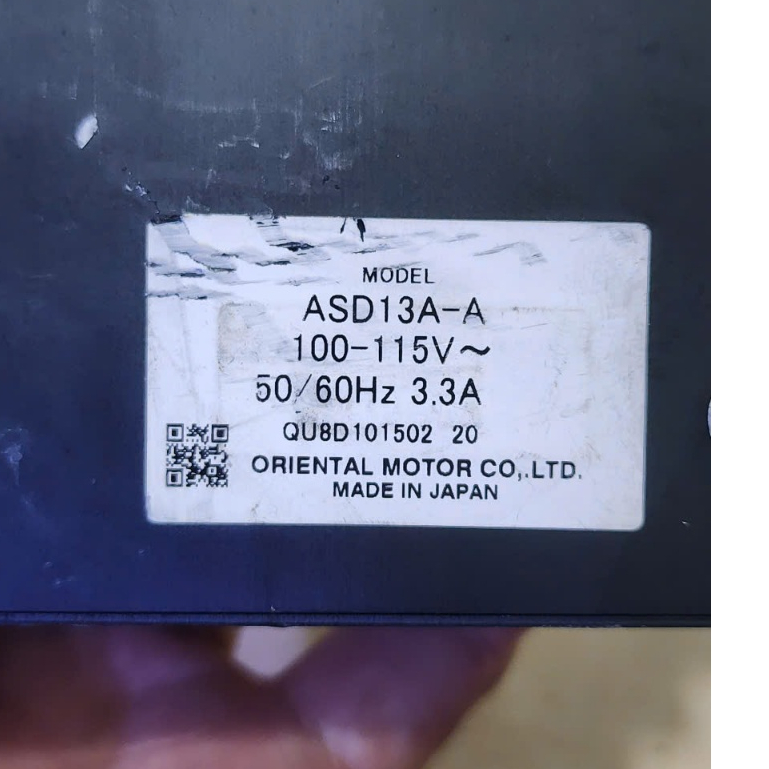 MODEL
ASD13A-A
100-115V~
50/60Hz 3.3A
QU8D101502 20
ORIENTAL MOTOR CO,.LTD.
MADE IN JAPAN